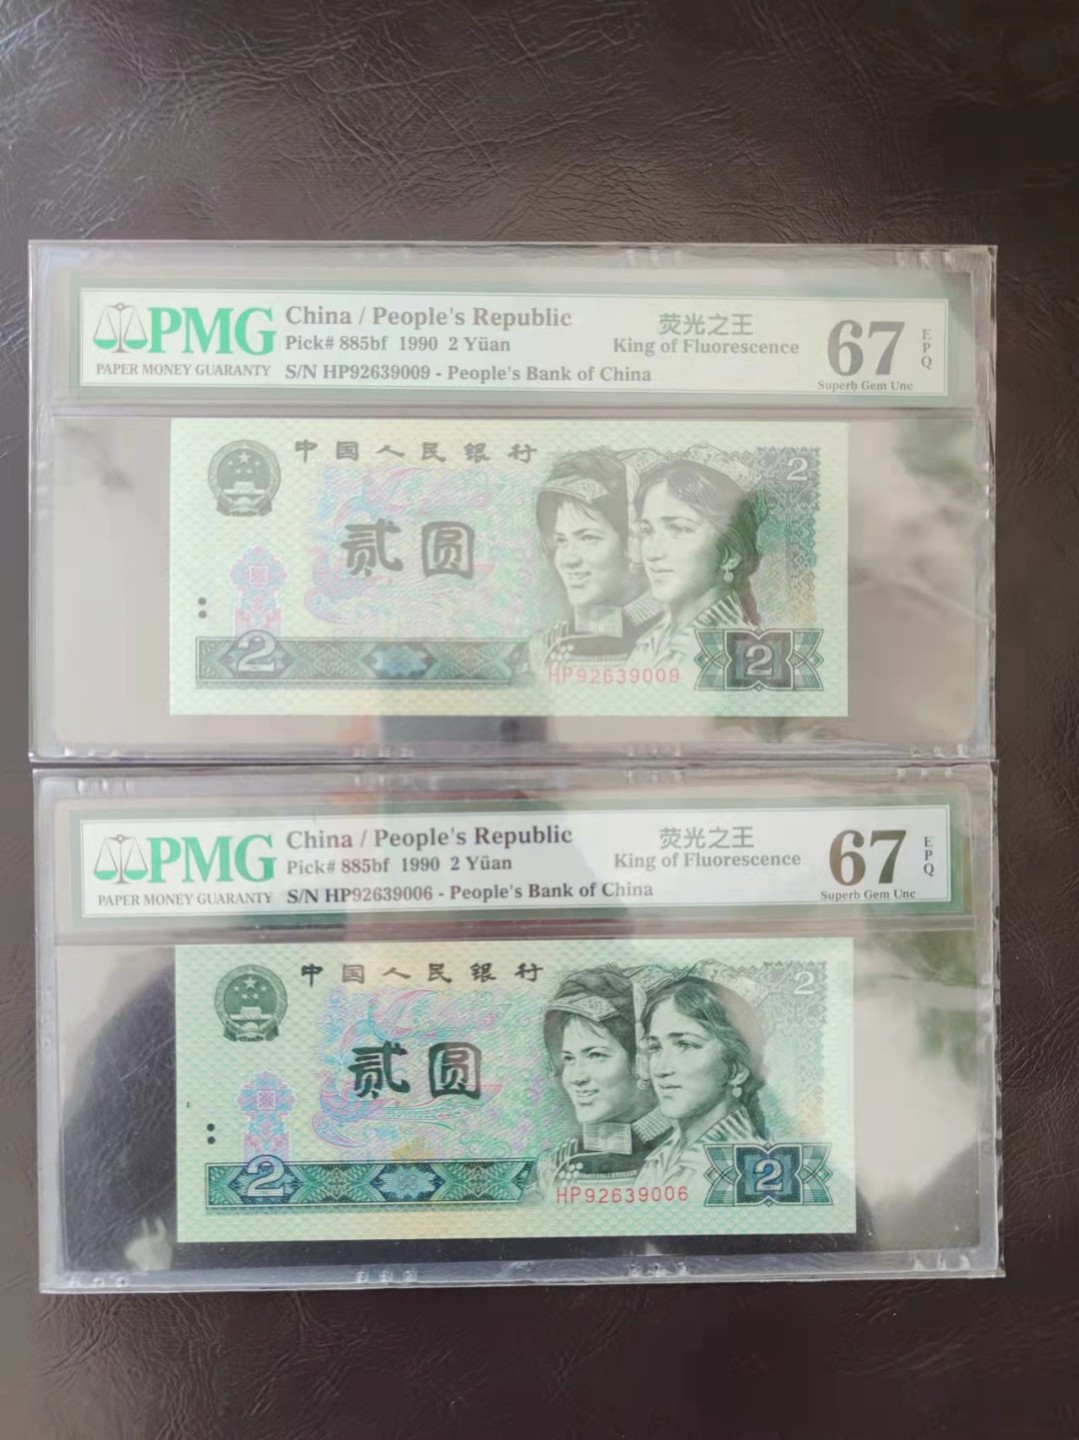 PMG
PAPER MONEY GUARANTY
China / People's Republic
Pick# 885bf 1990 2 Yüan
S/N HP92639009 - People's Bank of China
荧光之王
King of Fluorescence
67
EPQ
Superb Gem Unc
中国人民银行
2
贰圆
2
HP92639009
2
PMG
PAPER MONEY GUARANTY
China / People's Republic
Pick# 885bf 1990 2 Yüan
S/N HP92639006 - People's Bank of China
荧光之王
King of Fluorescence
67
EPQ
Superb Gem Unc
中国人民银行
2
贰圆
2
HP92639006
2